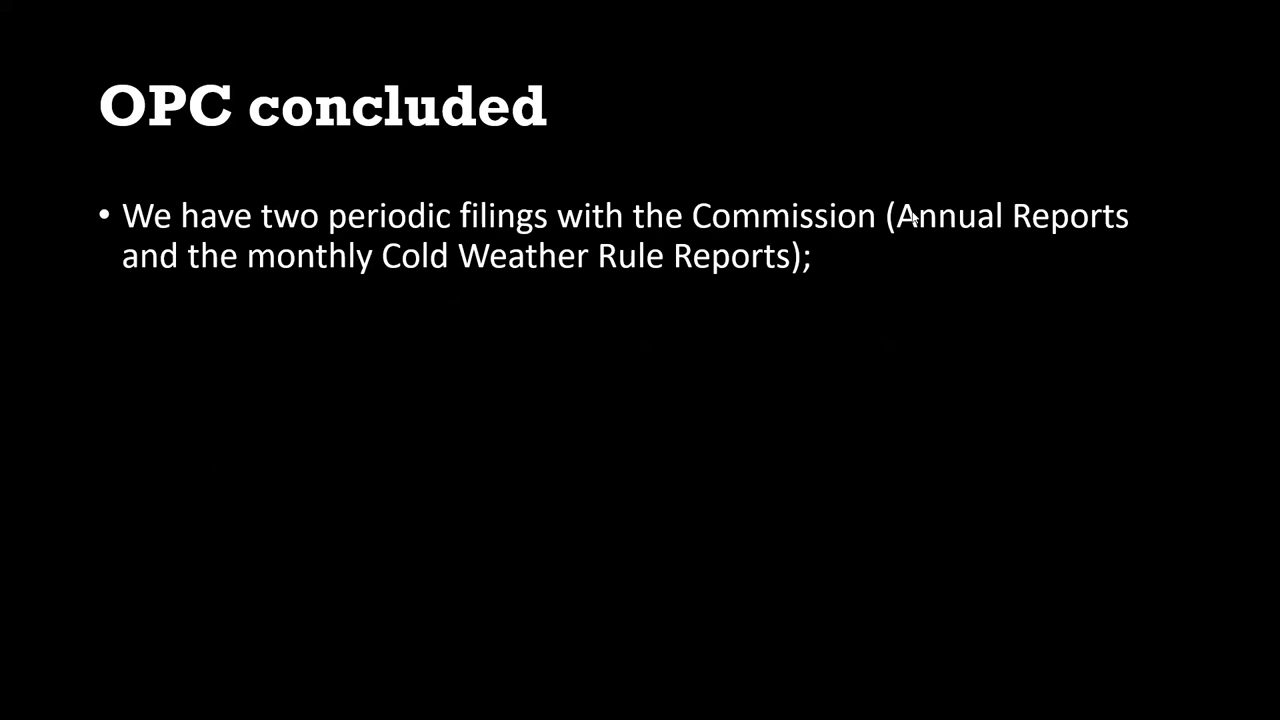 OPC concluded
• We have two periodic filings with the Commission (Annual Reports
and the monthly Cold Weather Rule Reports);